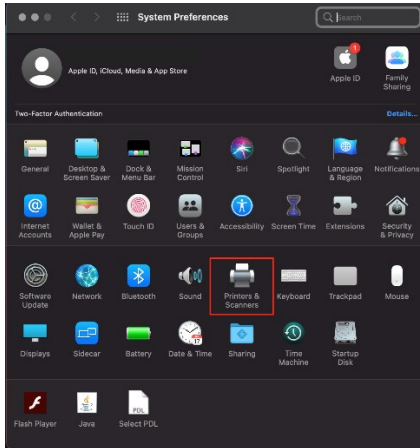 System Preferences
Search
1
Apple ID, iCloud, Media & App Store
Apple ID
Family
Sharing
Two-Factor Authentication
Details...
General
Desktop &
Screen Saver
Dock &
Menu Bar
Mission
Control
Siri
Spotlight
Language
& Region
Notifications
Internet
Accounts
Wallet &
Apple Pay
Touch ID
Users &
Groups
Accessibility
Screen Time
Extensions
Security
& Privacy
Software
Update
Network
Bluetooth
Sound
Printers &
Scanners
Keyboard
Trackpad
Mouse
Displays
Sidecar
Battery
17
Date & Time
Sharing
Time
Machine
Startup
Disk
PDL
Flash Player
Java
Select PDL